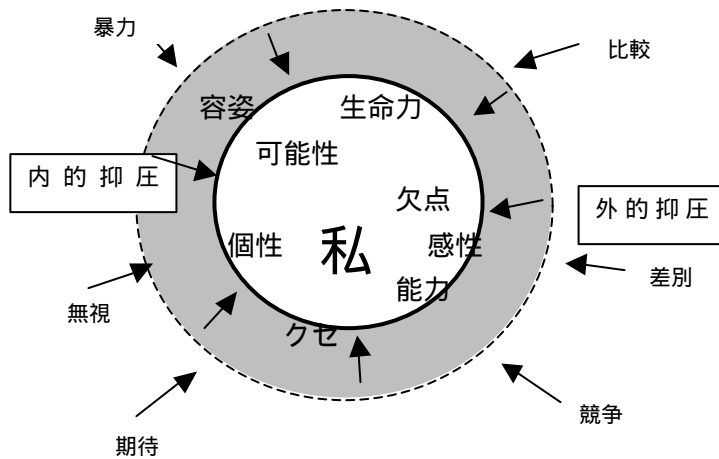 暴力
比較
容姿
生命力
可能性
内的抑圧
欠点
外的抑圧
個性
私
感性
差別
能力
無視
クセ
競争
期待